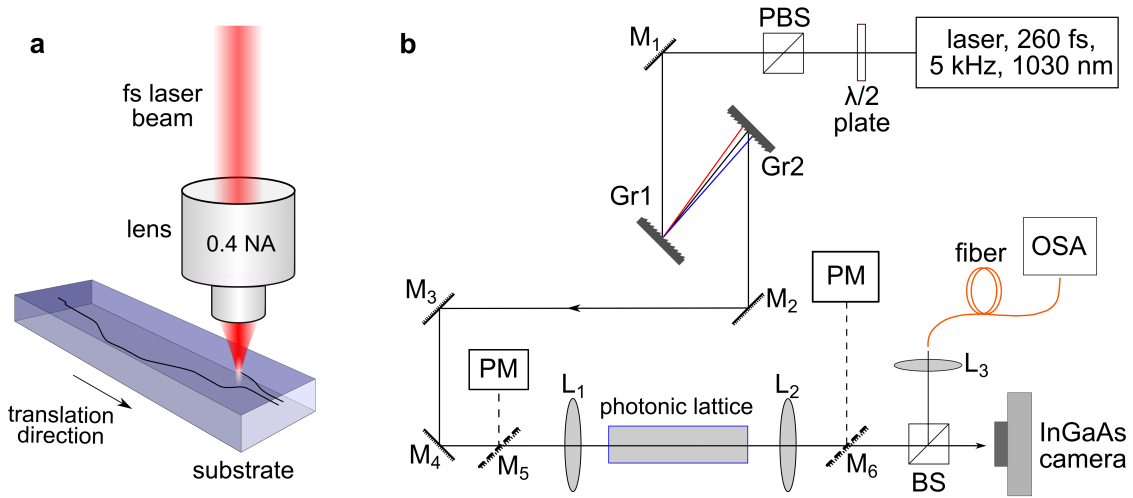 a
fs laser
beam
lens
0.4 NA
translation
direction
substrate
b
M₁
PBS
λ/2
plate
laser, 260 fs,
5 kHz, 1030 nm
Gr2
Gr1
M₃
M₂
PM
fiber
OSA
PM
L₁
L₂
L₃
photonic lattice
M₄
M₅
M₆
BS
InGaAs
camera